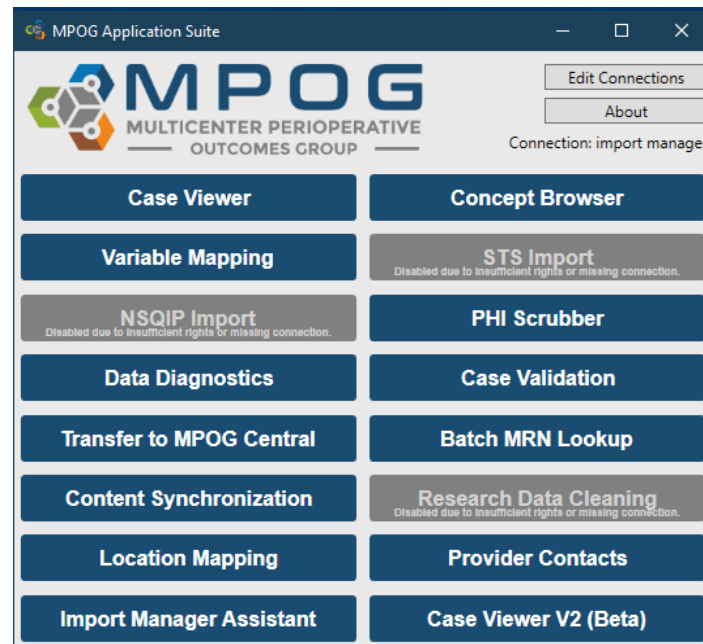 MPOG Application Suite
MPOG
MULTICENTER PERIOPERATIVE
OUTCOMES GROUP
Edit Connections
About
Connection: import manage
Case Viewer
Concept Browser
Variable Mapping
STS Import
Disabled due to insufficient rights or missing connection.
NSQIP Import
Disabled due to insufficient rights or missing connection.
PHI Scrubber
Data Diagnostics
Case Validation
Transfer to MPOG Central
Batch MRN Lookup
Content Synchronization
Research Data Cleaning
Disabled due to insufficient rights or missing connection.
Location Mapping
Provider Contacts
Import Manager Assistant
Case Viewer V2 (Beta)